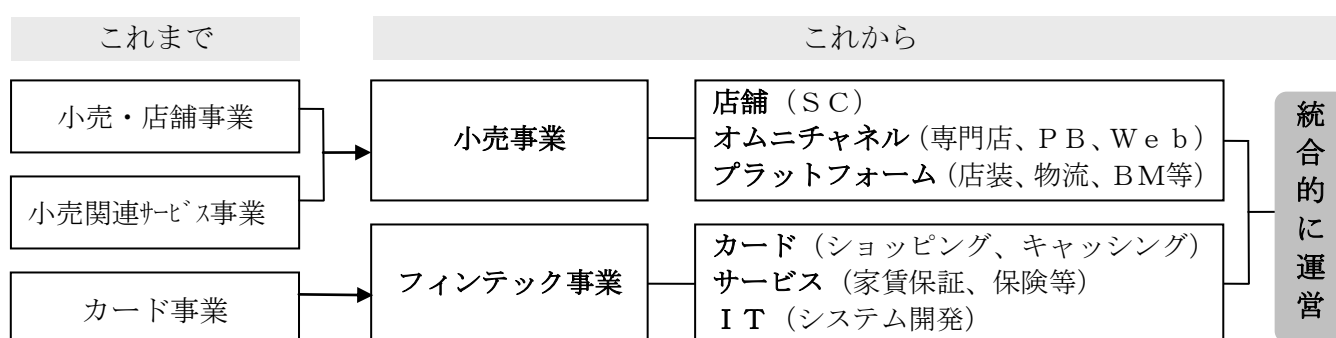 これまで
これから
小売・店舗事業
小売関連ｻｰﾋﾞｽ事業
カード事業
小売事業
フィンテック事業
店舗（ＳＣ）
オムニチャネル（専門店、ＰＢ、Ｗｅｂ）
プラットフォーム（店装、物流、ＢＭ等）
カード（ショッピング、キャッシング）
サービス（家賃保証、保険等）
ＩＴ（システム開発）
統合的に運営